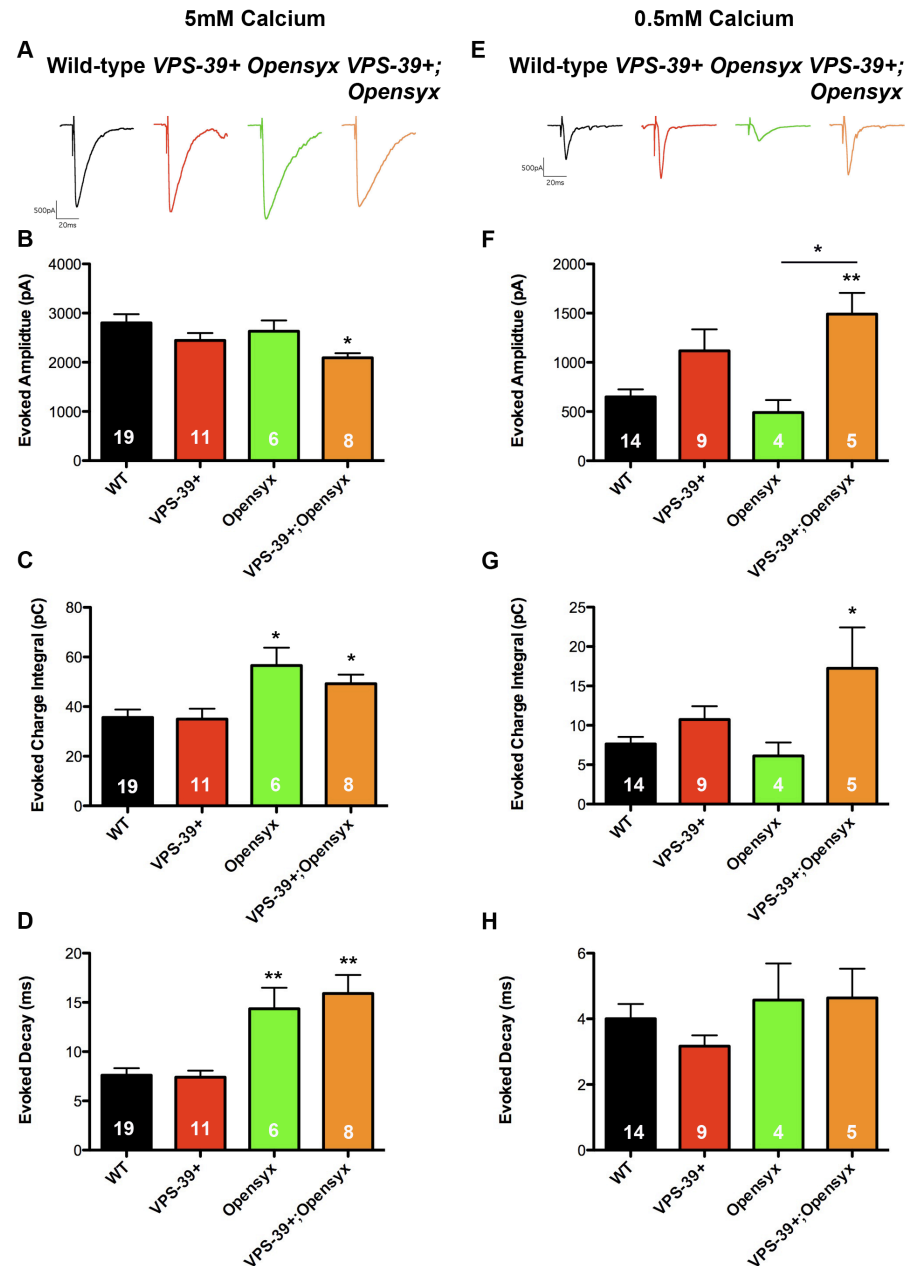 5mM Calcium
A
Wild-type VPS-39+ Opensyx VPS-39+;
Opensyx
500pA
20ms
B
Evoked Amplidtue (pA)
4000
3000
2000
1000
0
*
19
11
6
8
WT
VPS-39+
Opensyx
VPS-39+;Opensyx
C
Evoked Charge Integral (pC)
80
60
40
20
0
*
*
19
11
6
8
WT
VPS-39+
Opensyx
VPS-39+;Opensyx
D
Evoked Decay (ms)
20
15
10
5
0
**
**
19
11
6
8
WT
VPS-39+
Opensyx
VPS-39+;Opensyx
0.5mM Calcium
E
Wild-type VPS-39+ Opensyx VPS-39+;
Opensyx
500pA
20ms
F
Evoked Amplidtue (pA)
2000
1500
1000
500
0
*
**
14
9
4
5
WT
VPS-39+
Opensyx
VPS-39+;Opensyx
G
Evoked Charge Integral (pC)
25
20
15
10
5
0
*
14
9
4
5
WT
VPS-39+
Opensyx
VPS-39+;Opensyx
H
Evoked Decay (ms)
6
4
2
0
14
9
4
5
WT
VPS-39+
Opensyx
VPS-39+;Opensyx